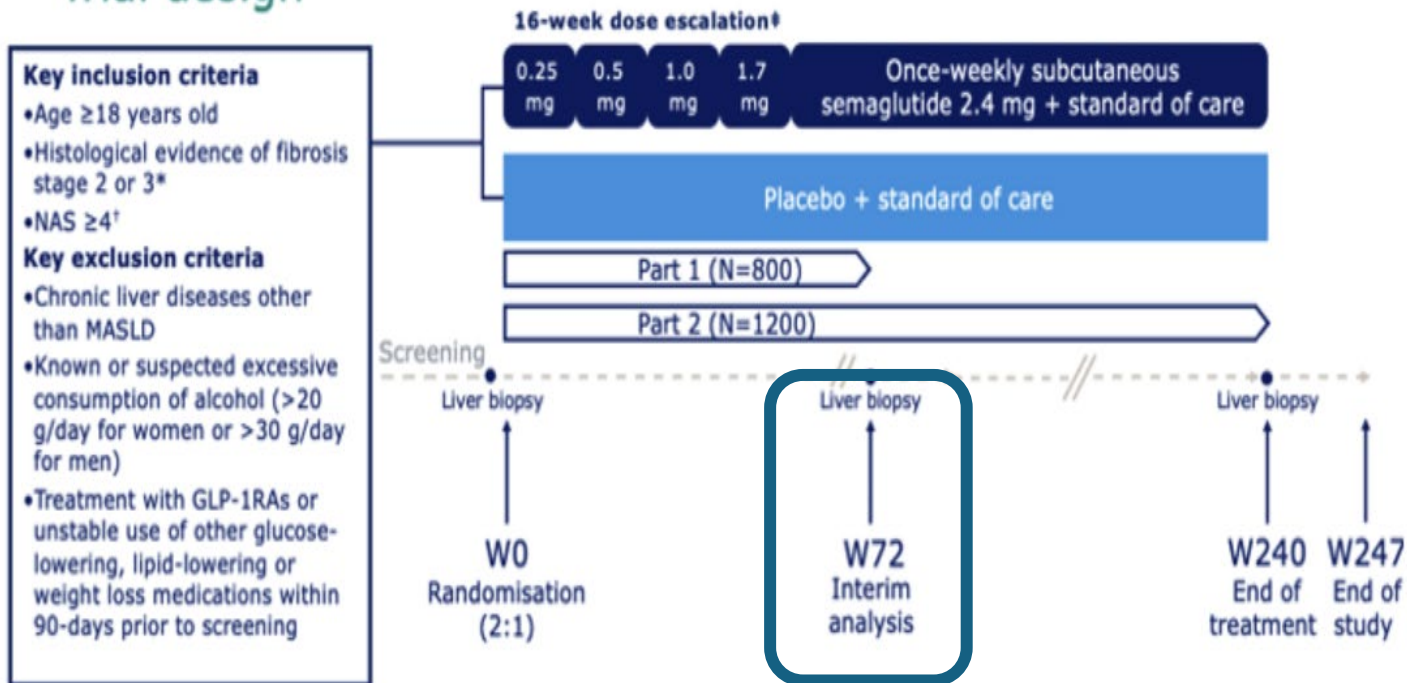 trial design
Key inclusion criteria
•Age ≥18 years old
•Histological evidence of fibrosis
stage 2 or 3*
•NAS ≥4†
Key exclusion criteria
•Chronic liver diseases other
than MASLD
•Known or suspected excessive
consumption of alcohol (>20
g/day for women or >30 g/day
for men)
•Treatment with GLP-1RAs or
unstable use of other glucose-
lowering, lipid-lowering or
weight loss medications within
90-days prior to screening
16-week dose escalation‡
0.25
mg
0.5
mg
1.0
mg
1.7
mg
Once-weekly subcutaneous
semaglutide 2.4 mg + standard of care
Placebo + standard of care
Part 1 (N=800)
Part 2 (N=1200)
Screening
Liver biopsy
Liver biopsy
Liver biopsy
W0
Randomisation
(2:1)
W72
Interim
analysis
W240
End of
treatment
W247
End of
study